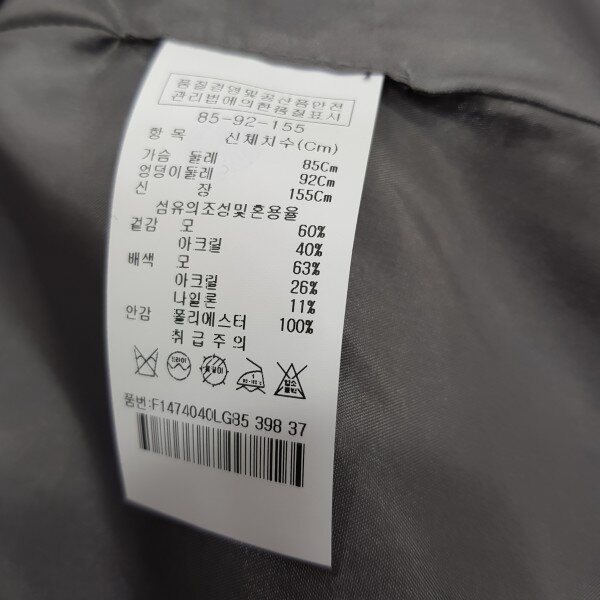 품질경영및공산품안전
관리법에의한품질표시
85-92-155
항 목 신체치수(Cm)
가슴 둘레 85Cm
엉덩이둘레 92Cm
신 장 155Cm
섬유의조성및혼용율
겉감 모 60%
아크릴 40%
배색 모 63%
아크릴 26%
나일론 11%
안감 폴리에스터 100%
취급주의
드라이
품번:F1474040LG85 398 37